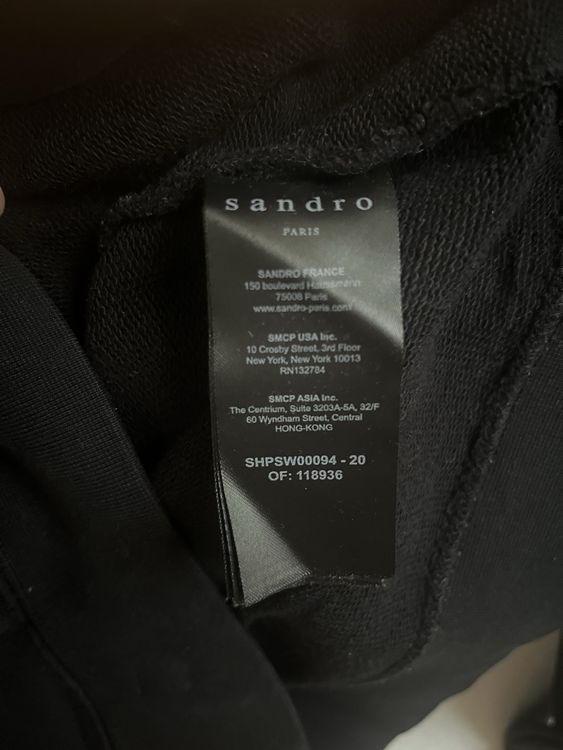 sandro
PARIS
SANDRO FRANCE
150 boulevard Haussmann
75008 Paris
www.sandro-paris.com
SMCP USA Inc.
10 Crosby Street, 3rd Floor
New York, New York 10013
RN132784
SMCP ASIA Inc.
The Centrium, Suite 3203A-5A, 32/F
60 Wyndham Street, Central
HONG-KONG
SHPSW00094 - 20
OF: 118936